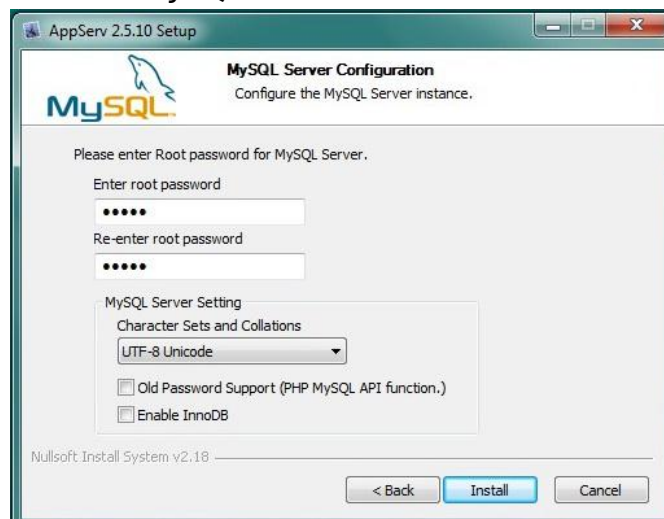 AppServ 2.5.10 Setup
MySQL
MySQL Server Configuration
Configure the MySQL Server instance.
Please enter Root password for MySQL Server.
Enter root password
•••••
Re-enter root password
•••••
MySQL Server Setting
Character Sets and Collations
UTF-8 Unicode
Old Password Support (PHP MySQL API function.)
Enable InnoDB
Nullsoft Install System v2.18
< Back Install Cancel